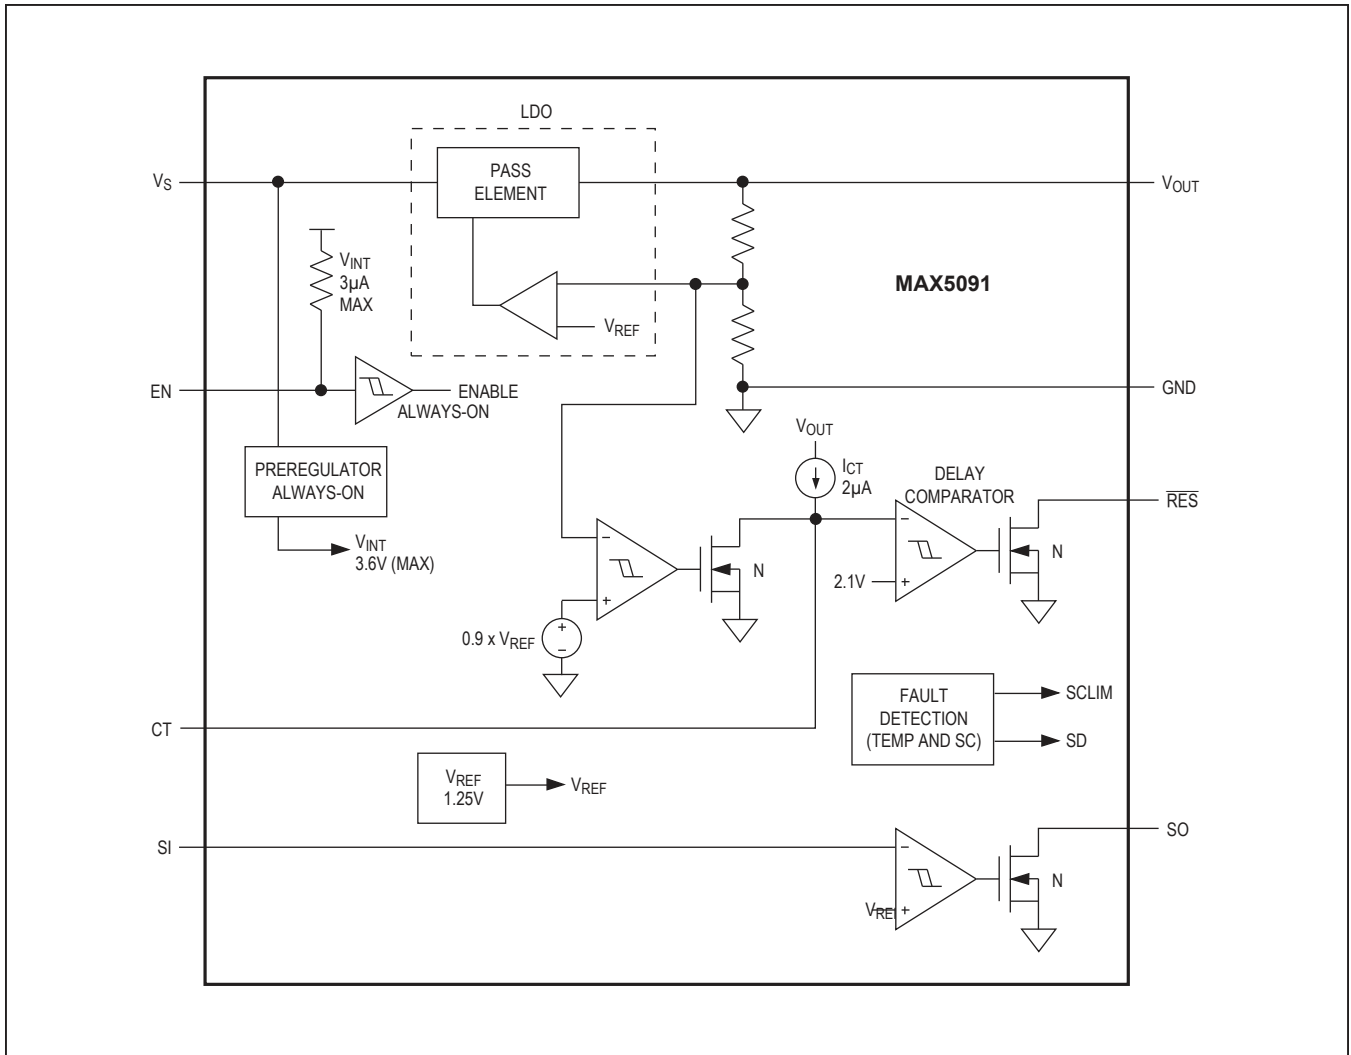 LDO
PASS
ELEMENT
VS
VOUT
VINT
3µA
MAX
MAX5091
VREF
EN
ENABLE
ALWAYS-ON
GND
VOUT
ICT
2µA
DELAY
COMPARATOR
PREREGULATOR
ALWAYS-ON
RES
VINT
3.6V (MAX)
−
N
−
N
2.1V
+
+
0.9 x VREF
+
−
FAULT
DETECTION
(TEMP AND SC)
SCLIM
SD
CT
VREF
1.25V
VREF
SI
SO
−
N
VREF
+